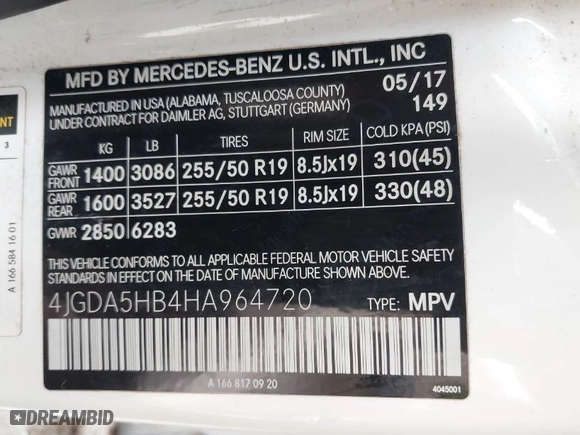 MFD BY MERCEDES-BENZ U.S. INTL., INC
MANUFACTURED IN USA (ALABAMA, TUSCALOOSA COUNTY) 05/17
UNDER CONTRACT FOR DAIMLER AG, STUTTGART (GERMANY) 149
KG LB TIRES RIM SIZE COLD KPA (PSI)
GAWR FRONT 1400 3086 255/50 R19 8.5Jx19 310(45)
GAWR REAR 1600 3527 255/50 R19 8.5Jx19 330(48)
GVWR 2850 6283
THIS VEHICLE CONFORMS TO ALL APPLICABLE FEDERAL MOTOR VEHICLE SAFETY
STANDARDS IN EFFECT ON THE DATE OF MANUFACTURE SHOWN ABOVE.
4JGDA5HB4HA964720 TYPE: MPV
A 166 817 09 20 4045001
3
A 166 584 16 01
DREAMBID